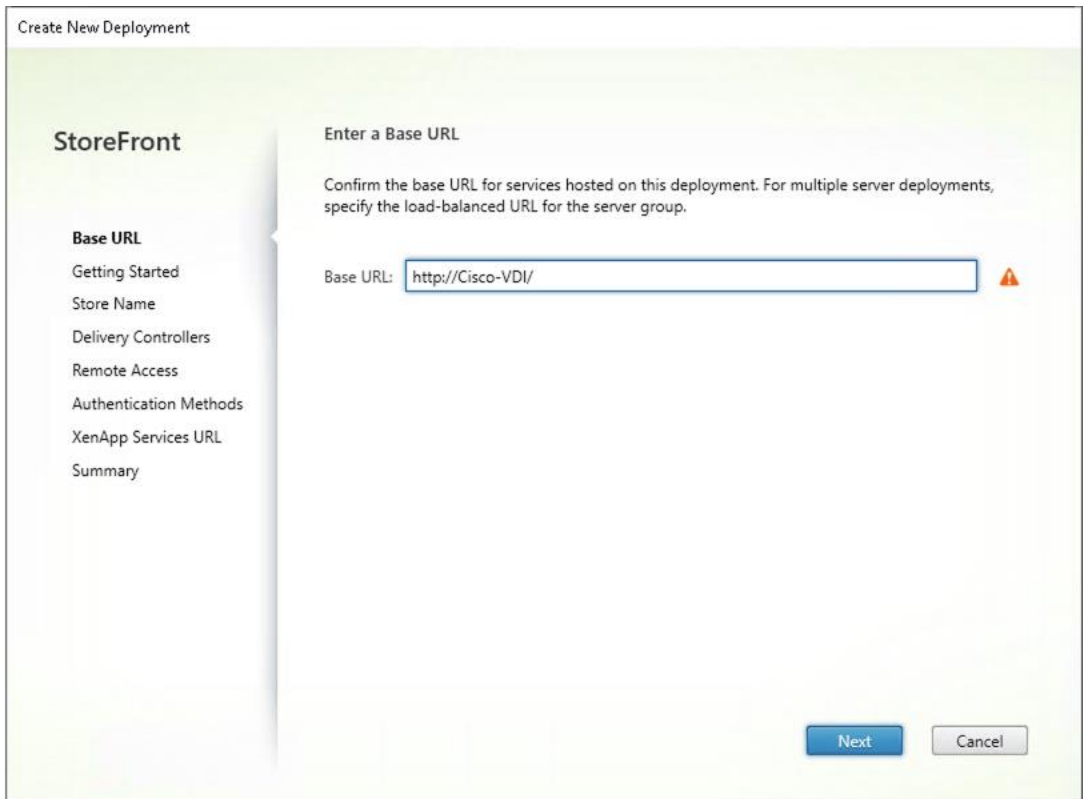 Create New Deployment
StoreFront
Base URL
Getting Started
Store Name
Delivery Controllers
Remote Access
Authentication Methods
XenApp Services URL
Summary
Enter a Base URL
Confirm the base URL for services hosted on this deployment. For multiple server deployments,
specify the load-balanced URL for the server group.
Base URL: http://Cisco-VDI/
Next
Cancel